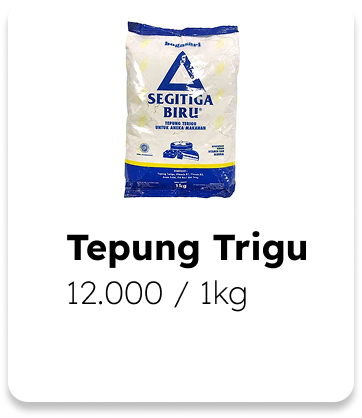 bogasari
SEGITIGA
BIRU®
TEPUNG TERIGU
UNTUK ANEKA MAKANAN
1kg
Tepung Trigu
12.000 / 1kg